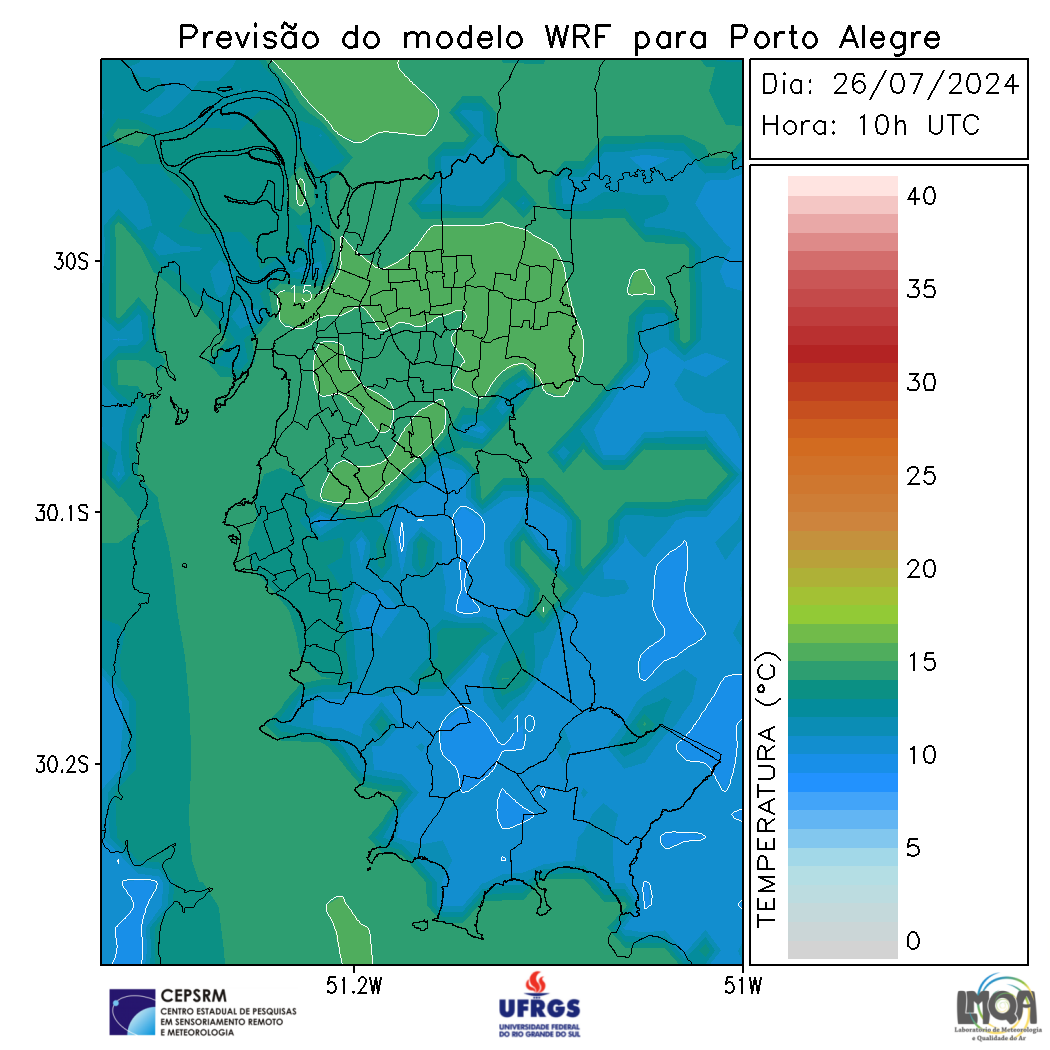 Previsão do modelo WRF para Porto Alegre
Dia: 26/07/2024
Hora: 10h UTC
40
35
30
25
20
15
10
5
0
TEMPERATURA (°C)
30S
30.1S
30.2S
15
10
51.2W
51W
CEPSRM
CENTRO ESTADUAL DE PESQUISAS
EM SENSORIAMENTO REMOTO
E METEOROLOGIA
UFRGS
UNIVERSIDADE FEDERAL
DO RIO GRANDE DO SUL
LMQA
Laboratório de Meteorologia
e Qualidade do Ar